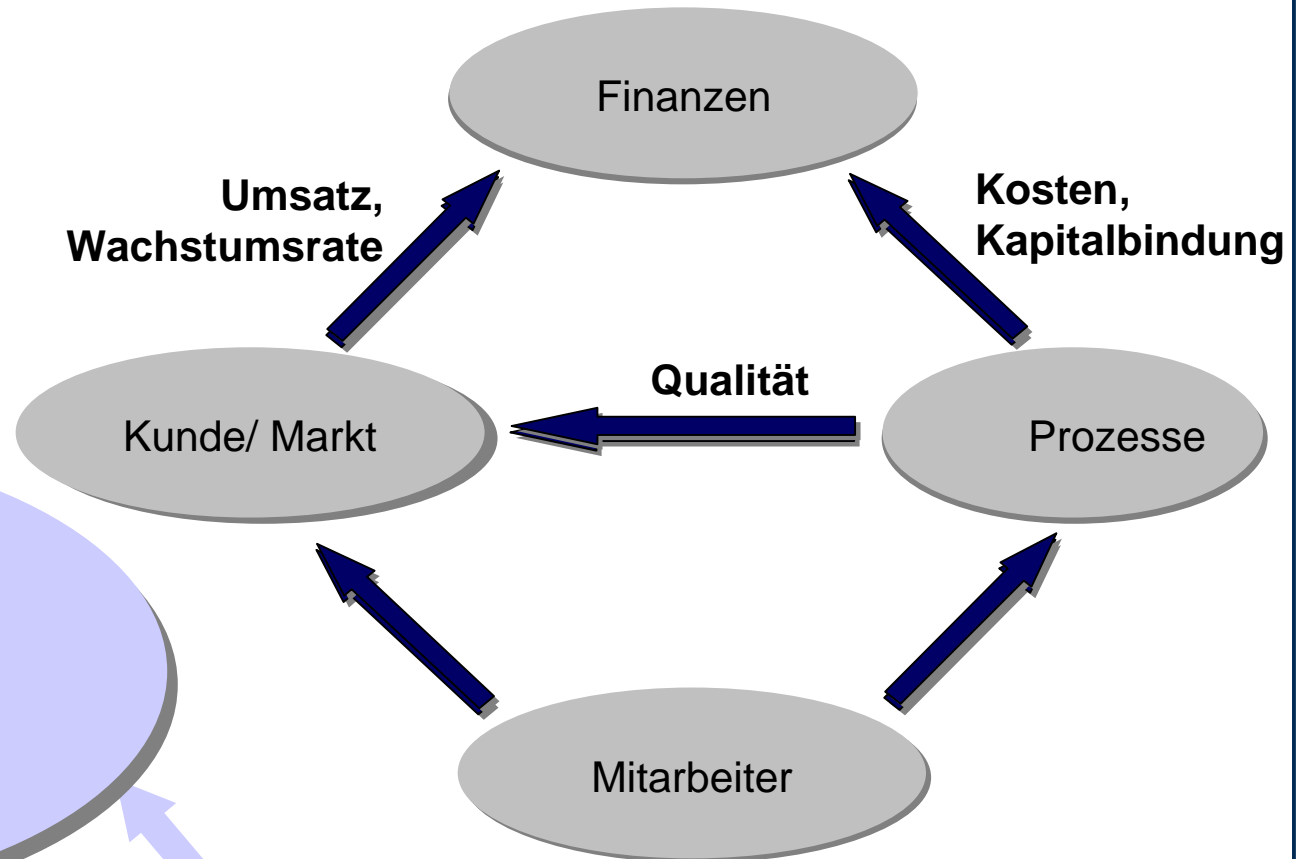 Finanzen
Umsatz,
Wachstumsrate
Kosten,
Kapitalbindung
Qualität
Kunde/ Markt
Prozesse
Mitarbeiter